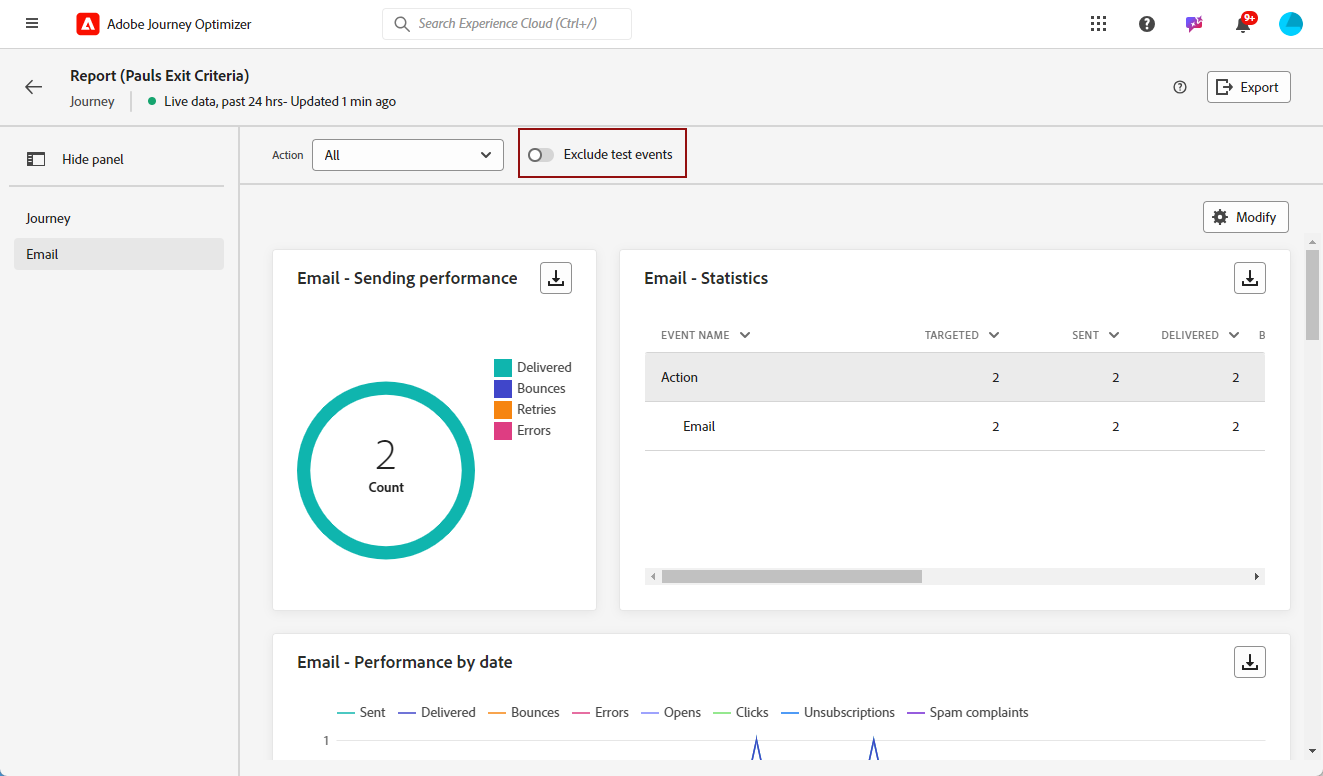 Adobe Journey Optimizer
Search Experience Cloud (Ctrl+/)
9+
Report (Pauls Exit Criteria)
Journey
Live data, past 24 hrs- Updated 1 min ago
Export
Hide panel
Action
All
Exclude test events
Journey
Email
Modify
Email - Sending performance
Delivered
Bounces
Retries
Errors
2
Count
Email - Statistics
EVENT NAME TARGETED SENT DELIVERED B
Action 2 2 2
Email 2 2 2
Email - Performance by date
Sent Delivered Bounces Errors Opens Clicks Unsubscriptions Spam complaints
1